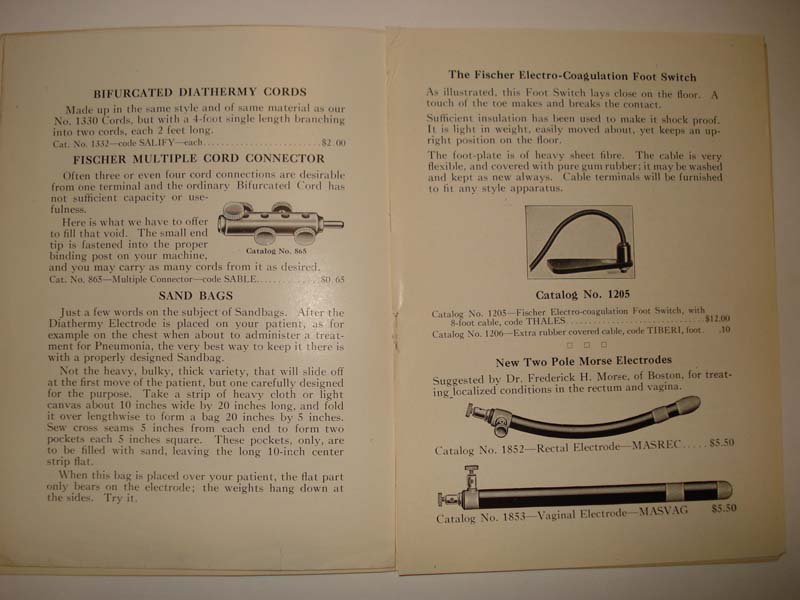 BIFURCATED DIATHERMY CORDS
Made up in the same style and of same material as our
No. 1330 Cords, but with a 4-foot single length branching
into two cords, each 2 feet long.
Cat. No. 1332—code SALIFY—each.........................$2 00
FISCHER MULTIPLE CORD CONNECTOR
Often three or even four cord connections are desirable
from one terminal and the ordinary Bifurcated Cord has
not sufficient capacity or use-
fulness.
Here is what we have to offer
to fill that void. The small end
tip is fastened into the proper
binding post on your machine,
Catalog No. 865
and you may carry as many cords from it as desired.
Cat. No. 865—Multiple Connector—code SABLE..............$0 65
SAND BAGS
Just a few words on the subject of Sandbags. After the
Diathermy Electrode is placed on your patient, as for
example on the chest when about to administer a treat-
ment for Pneumonia, the very best way to keep it there is
with a properly designed Sandbag.
Not the heavy, bulky, thick variety, that will slide off
at the first move of the patient, but one carefully designed
for the purpose. Take a strip of heavy cloth or light
canvas about 10 inches wide by 20 inches long, and fold
it over lengthwise to form a bag 20 inches by 5 inches.
Sew cross seams 5 inches from each end to form two
pockets each 5 inches square. These pockets, only, are
to be filled with sand, leaving the long 10-inch center
strip flat.
When this bag is placed over your patient, the flat part
only bears on the electrode; the weights hang down at
the sides. Try it.
The Fischer Electro-Coagulation Foot Switch
As illustrated, this Foot Switch lays close on the floor. A
touch of the toe makes and breaks the contact.
Sufficient insulation has been used to make it shock proof.
It is light in weight, easily moved about, yet keeps an up-
right position on the floor.
The foot-plate is of heavy sheet fibre. The cable is very
flexible, and covered with pure gum rubber; it may be washed
and kept as new always. Cable terminals will be furnished
to fit any style apparatus.
Catalog No. 1205
Catalog No. 1205—Fischer Electro-coagulation Foot Switch, with
8-foot cable, code THALES..............................$12.00
Catalog No. 1206—Extra rubber covered cable, code TIBERI, foot. .10
New Two Pole Morse Electrodes
Suggested by Dr. Frederick H. Morse, of Boston, for treat-
ing localized conditions in the rectum and vagina.
Catalog No. 1852—Rectal Electrode—MASREC.....$5.50
Catalog No. 1853—Vaginal Electrode—MASVAG $5.50